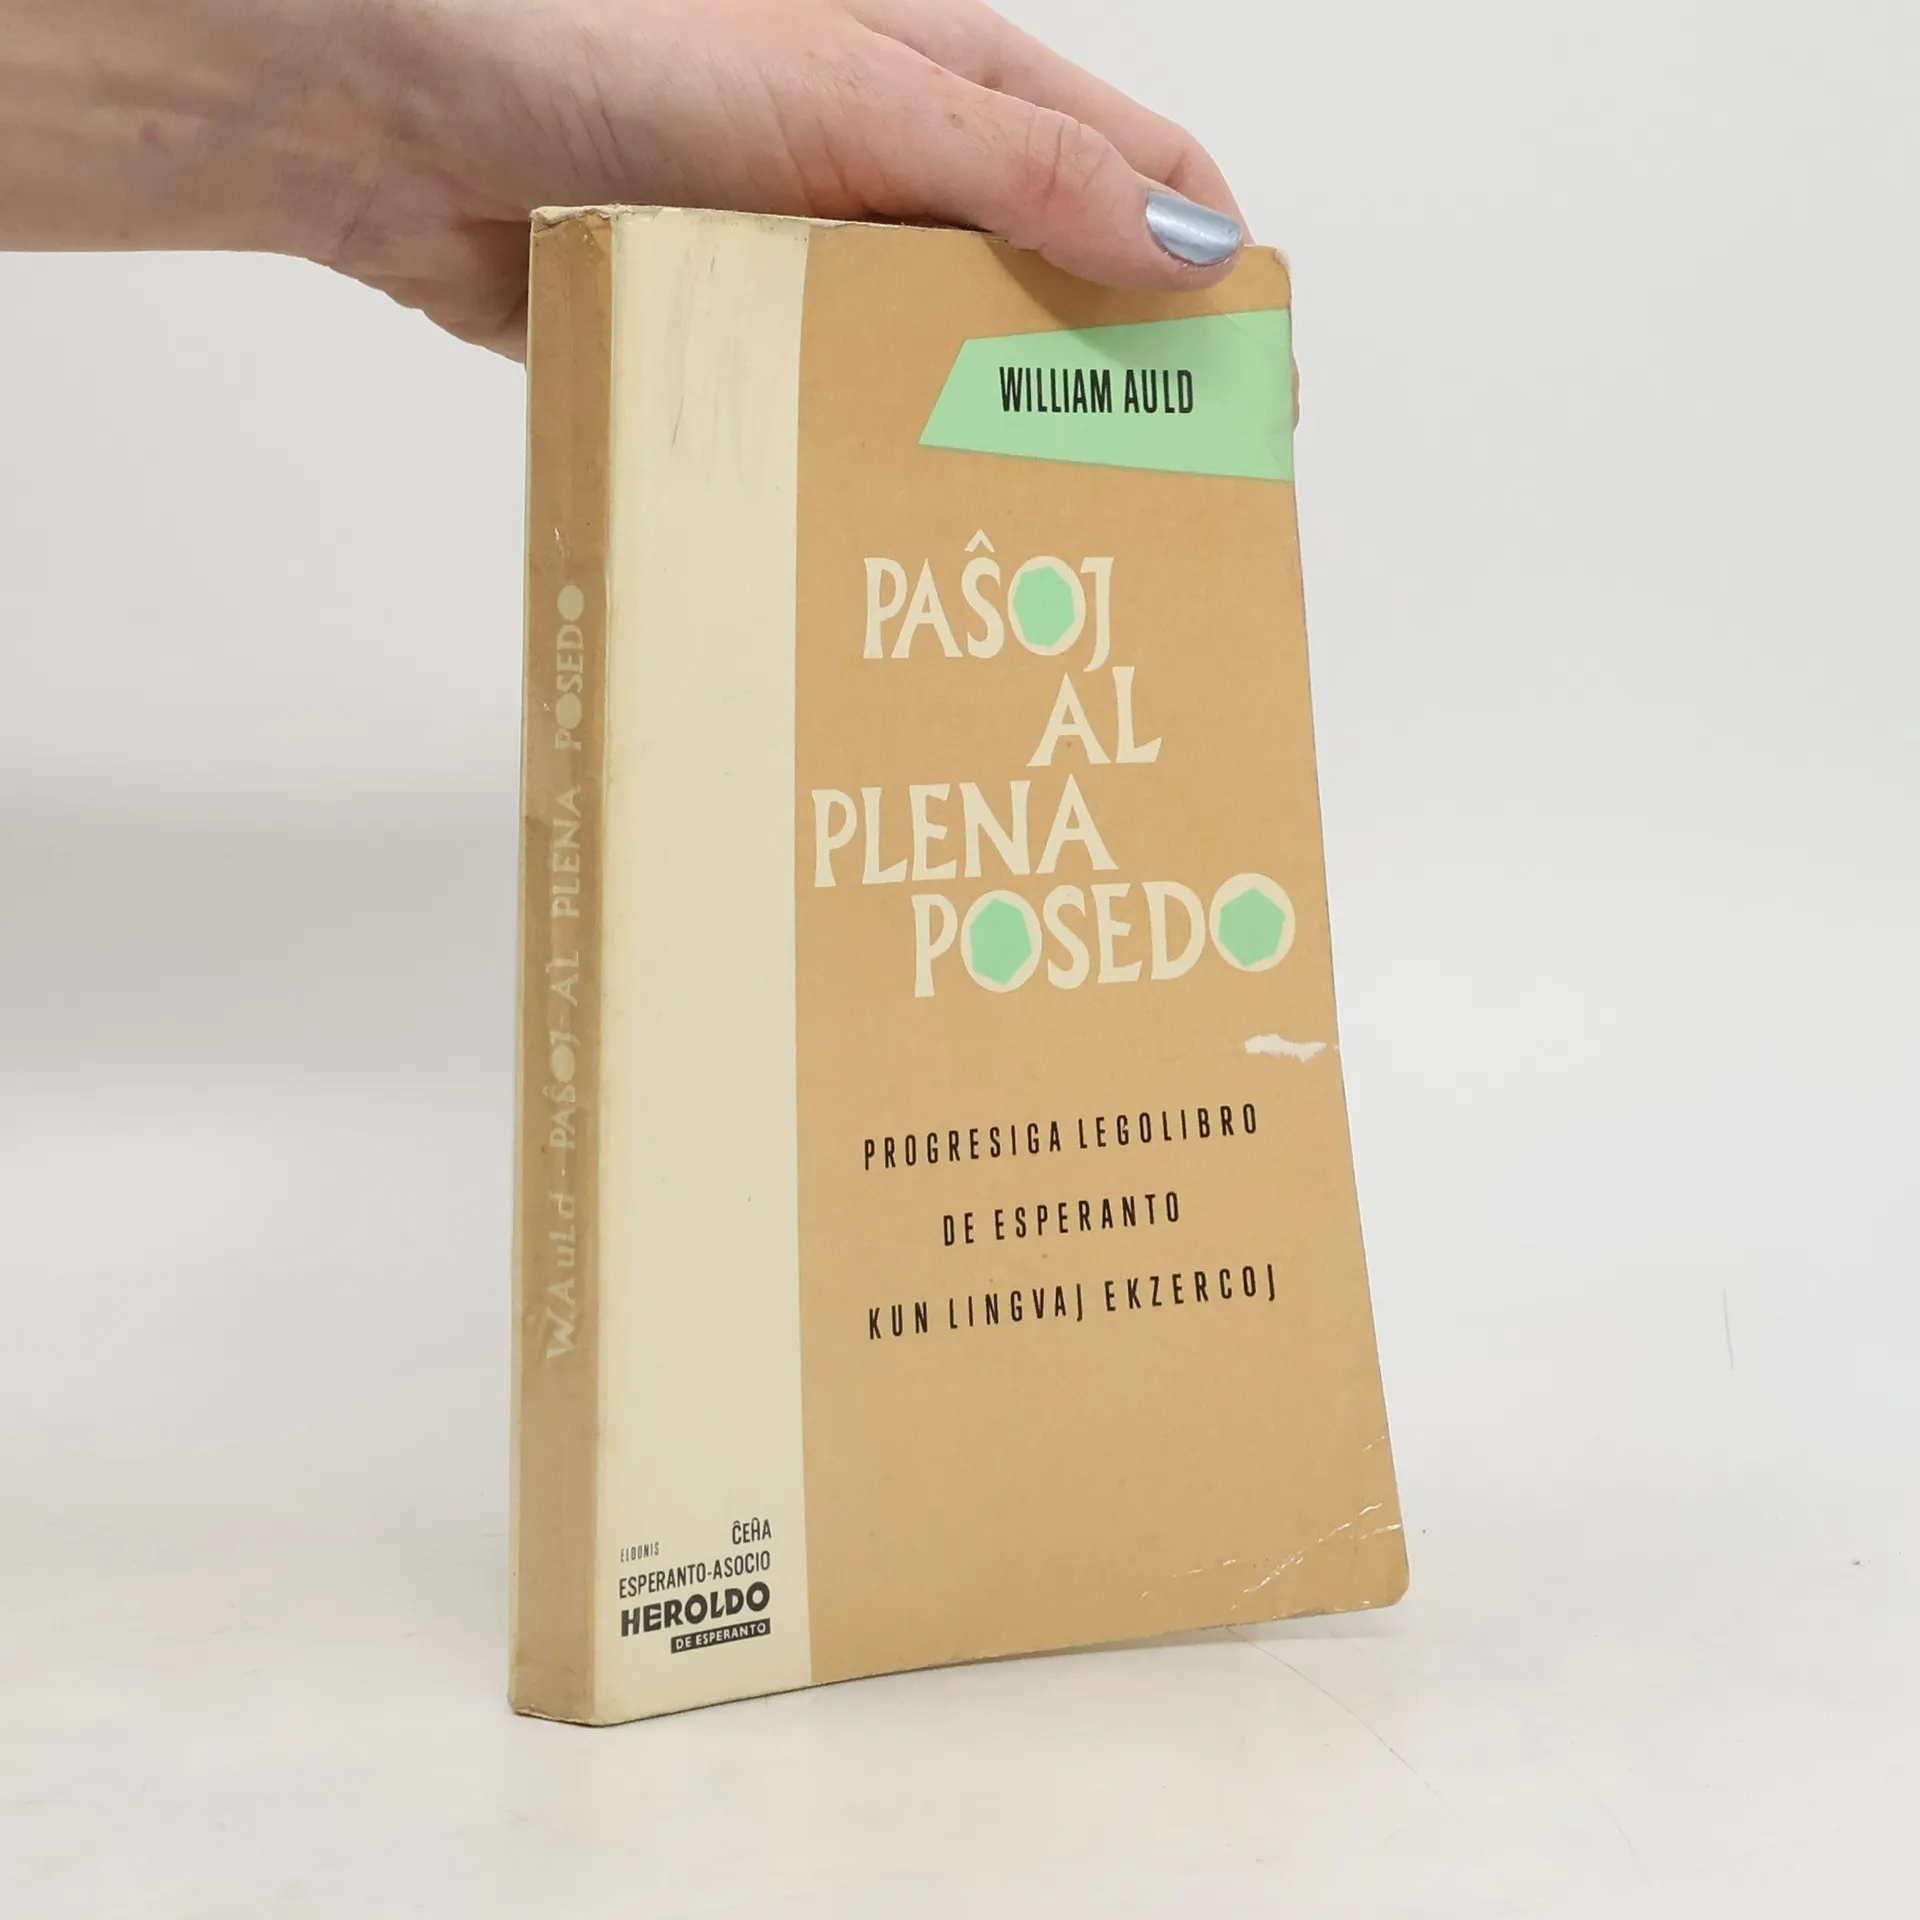 WILLIAM AULD
PAŜOJ
AL
PLENA
POSEDO
PROGRESIGA LEGOLIBRO
DE ESPERANTO
KUN LINGVAJ EKZERCOJ
ELDONIS ĈEĤA
ESPERANTO-ASOCIO
HEROLDO
DE ESPERANTO
W.AuLd · PAŜOJ AL PLENA POSEDO